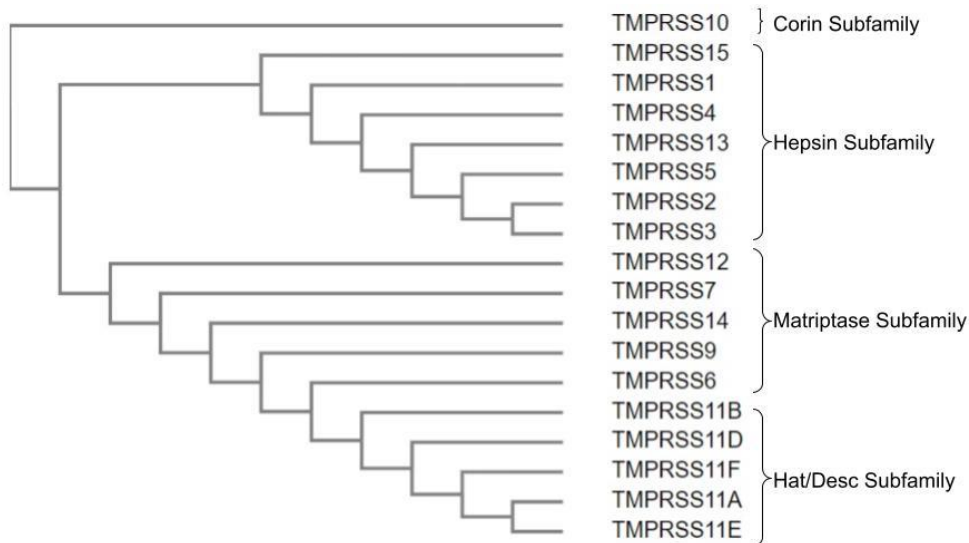 TMPRSS10 Corin Subfamily
TMPRSS15
TMPRSS1
TMPRSS4
TMPRSS13 Hepsin Subfamily
TMPRSS5
TMPRSS2
TMPRSS3
TMPRSS12
TMPRSS7
TMPRSS14 Matriptase Subfamily
TMPRSS9
TMPRSS6
TMPRSS11B
TMPRSS11D
TMPRSS11F Hat/Desc Subfamily
TMPRSS11A
TMPRSS11E